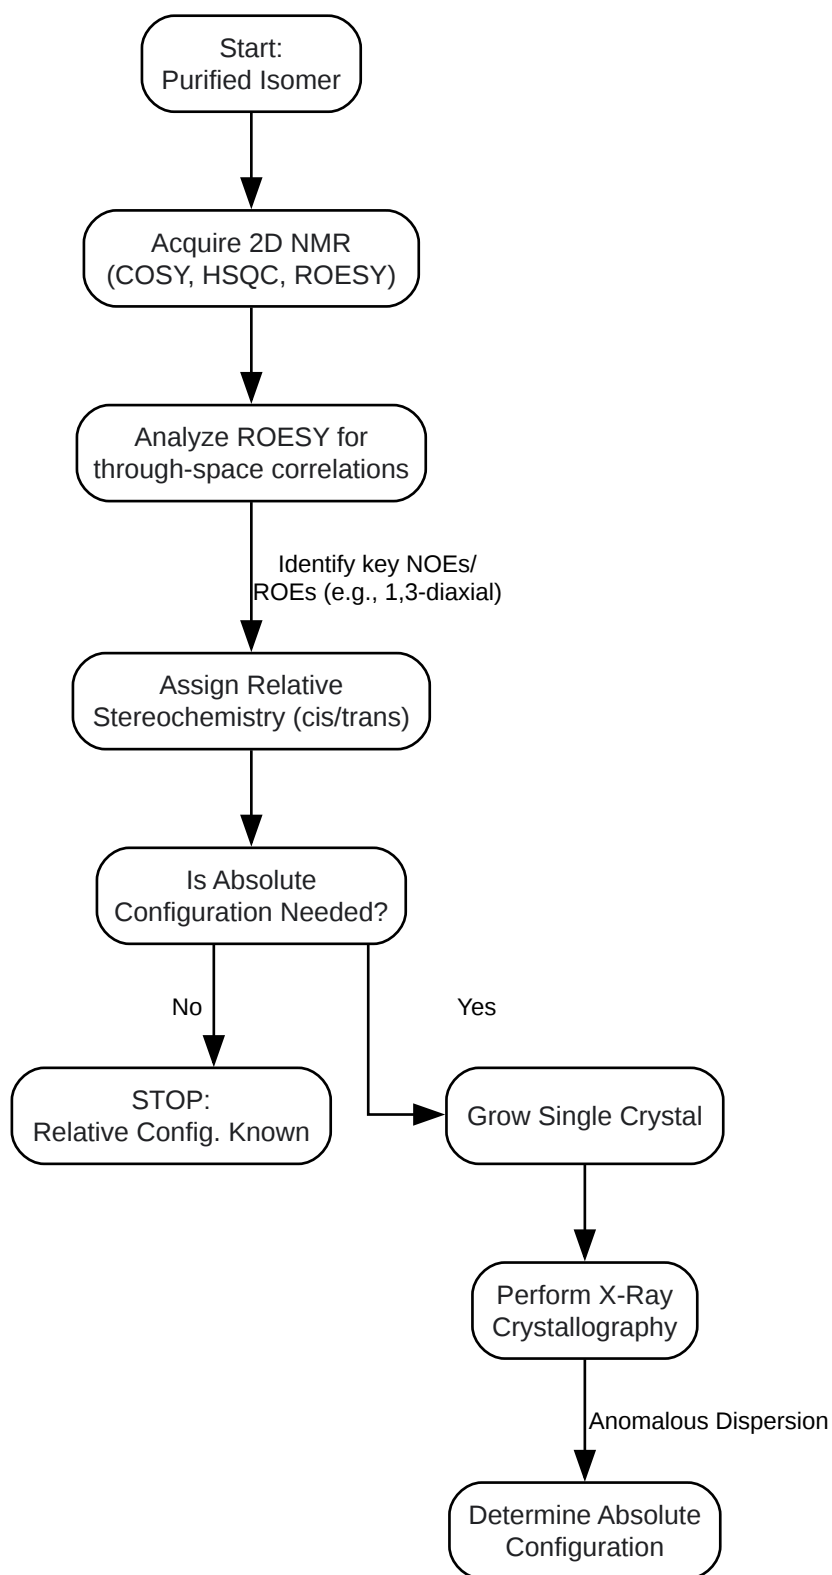 Start:
Purified Isomer
Acquire 2D NMR
(COSY, HSQC, ROESY)
Analyze ROESY for
through-space correlations
Identify key NOEs/
ROEs (e.g., 1,3-diaxial)
Assign Relative
Stereochemistry (cis/trans)
Is Absolute
Configuration Needed?
No
Yes
STOP:
Relative Config. Known
Grow Single Crystal
Perform X-Ray
Crystallography
Anomalous Dispersion
Determine Absolute
Configuration